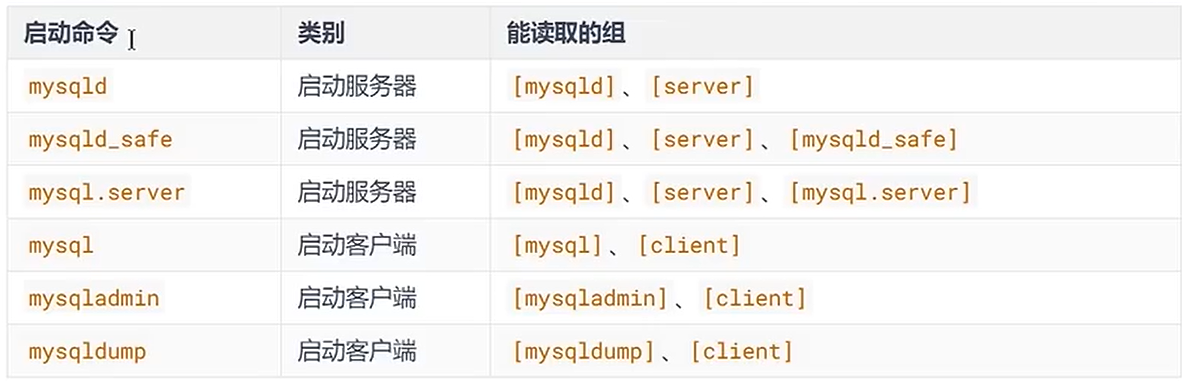 启动命令 类别 能读取的组
mysqld 启动服务器 [mysqld]、[server]
mysqld_safe 启动服务器 [mysqld]、[server]、[mysqld_safe]
mysql.server 启动服务器 [mysqld]、[server]、[mysql.server]
mysql 启动客户端 [mysql]、[client]
mysqladmin 启动客户端 [mysqladmin]、[client]
mysqldump 启动客户端 [mysqldump]、[client]